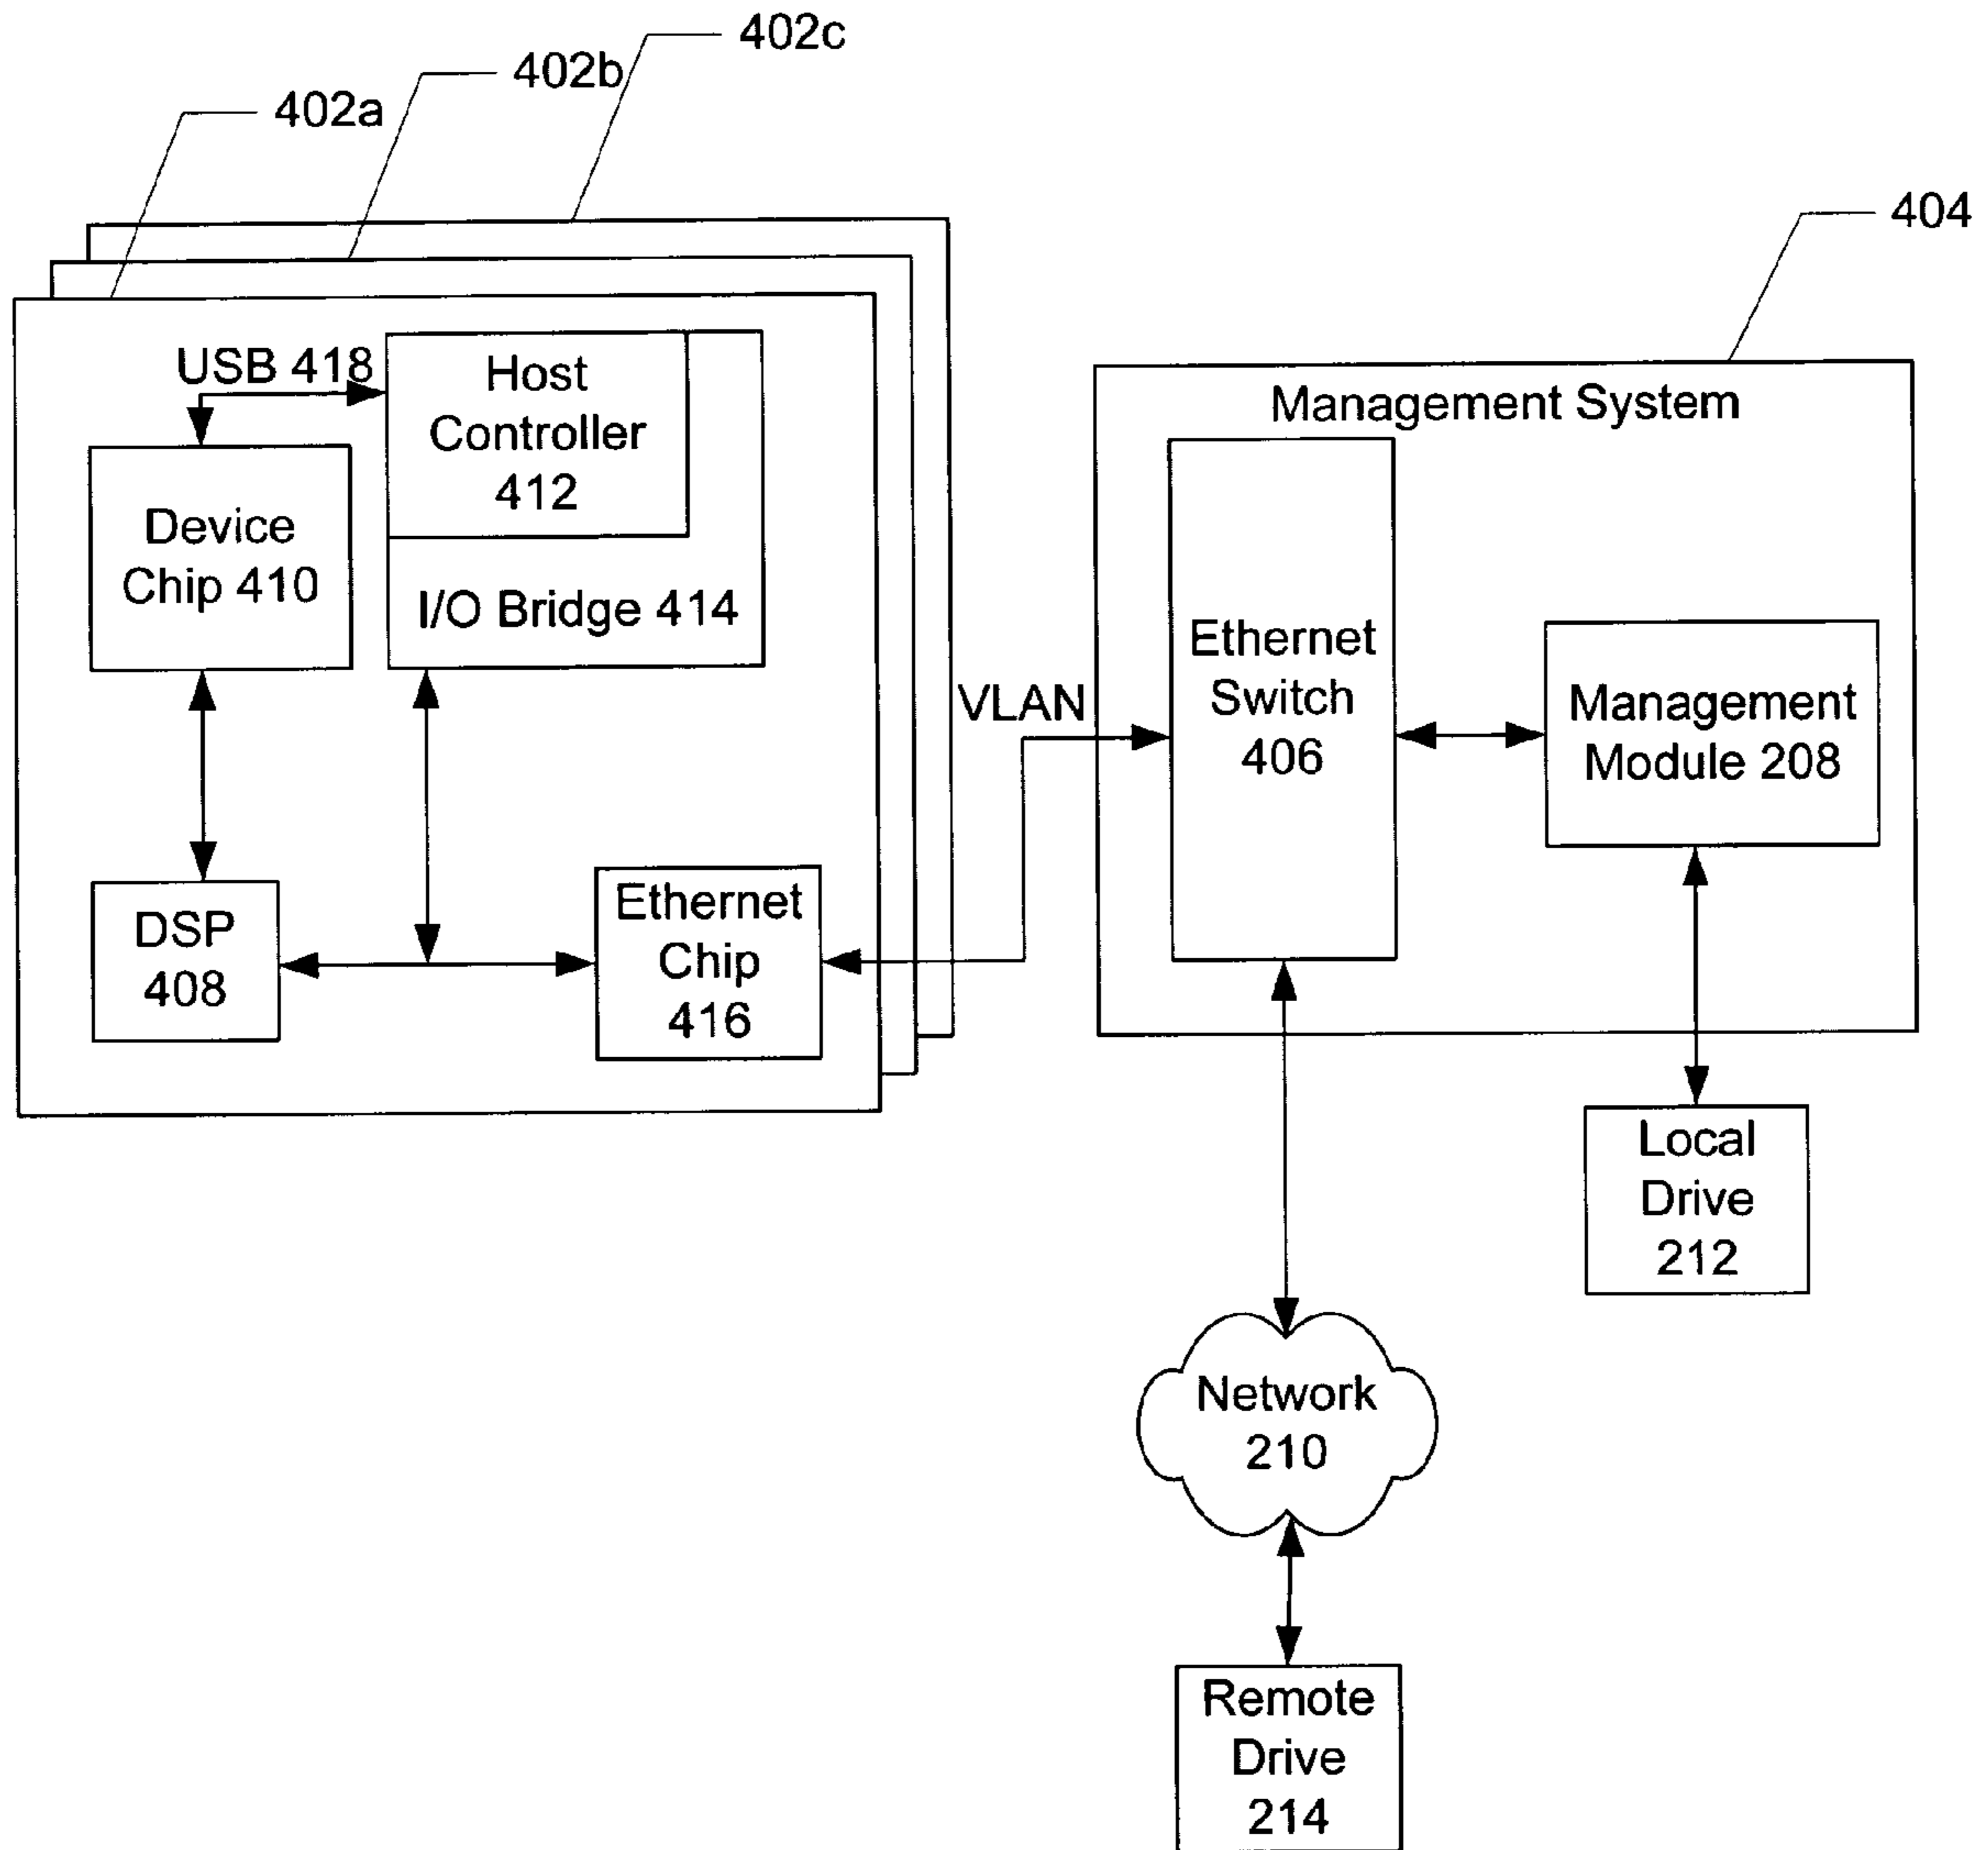 402c
402b
402a
404
USB 418
Host
Controller
412
Device
Chip 410
I/O Bridge 414
DSP
408
Ethernet
Chip
416
VLAN
Management System
Ethernet
Switch
406
Management
Module 208
Local
Drive
212
Network
210
Remote
Drive
214